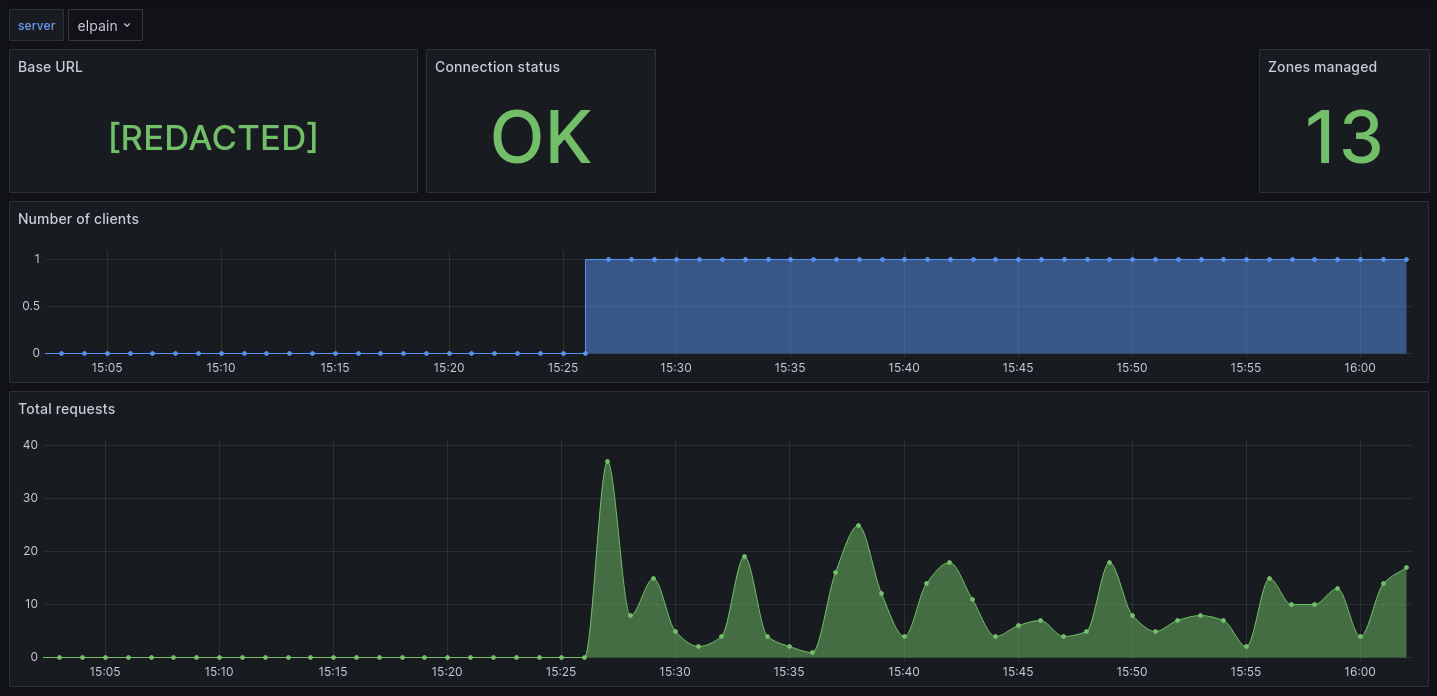 server elpain
Base URL
[REDACTED]
Connection status
OK
Zones managed
13
Number of clients
1
0.5
0
15:05 15:10 15:15 15:20 15:25 15:30 15:35 15:40 15:45 15:50 15:55 16:00
Total requests
40
30
20
10
0
15:05 15:10 15:15 15:20 15:25 15:30 15:35 15:40 15:45 15:50 15:55 16:00